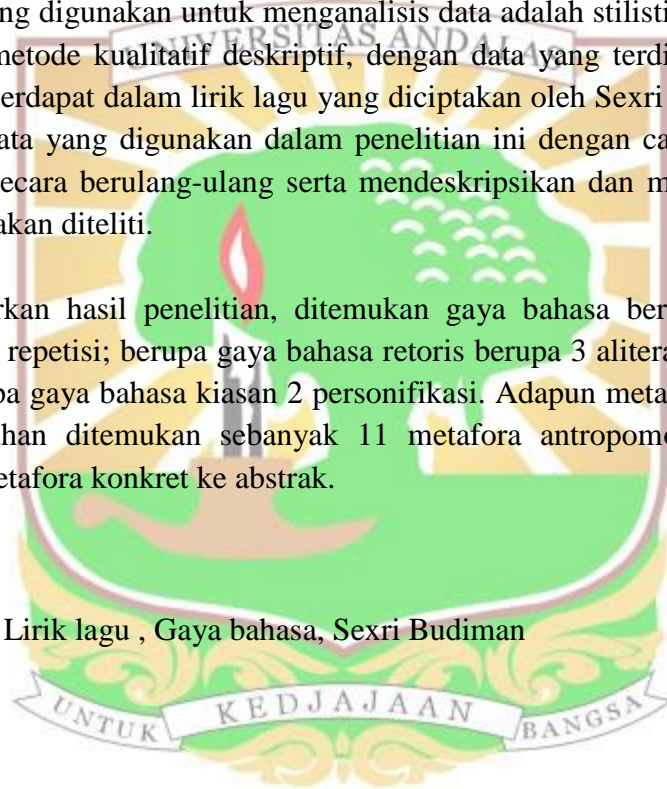 ng digunakan untuk menganalisis data adalah stilisti
UNIVERSITAS ANDALAS
metode kualitatif deskriptif, dengan data yang terdi
erdapat dalam lirik lagu yang diciptakan oleh Sexri
ata yang digunakan dalam penelitian ini dengan ca
ecara berulang-ulang serta mendeskripsikan dan m
akan diteliti.
rkan hasil penelitian, ditemukan gaya bahasa ber
repetisi; berupa gaya bahasa retoris berupa 3 alitera
pa gaya bahasa kiasan 2 personifikasi. Adapun meta
ahan ditemukan sebanyak 11 metafora antropomo
etafora konkret ke abstrak.
Lirik lagu , Gaya bahasa, Sexri Budiman
UNTUK KEDJAJAAN BANGSA